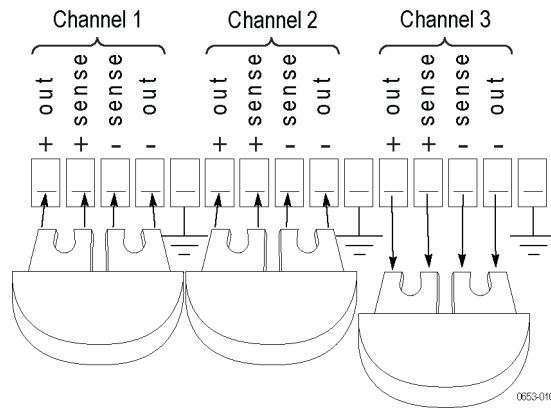 Channel 1 Channel 2 Channel 3
+ out + sense - sense - out + out + sense - sense - out + out + sense - sense - out
0653-010